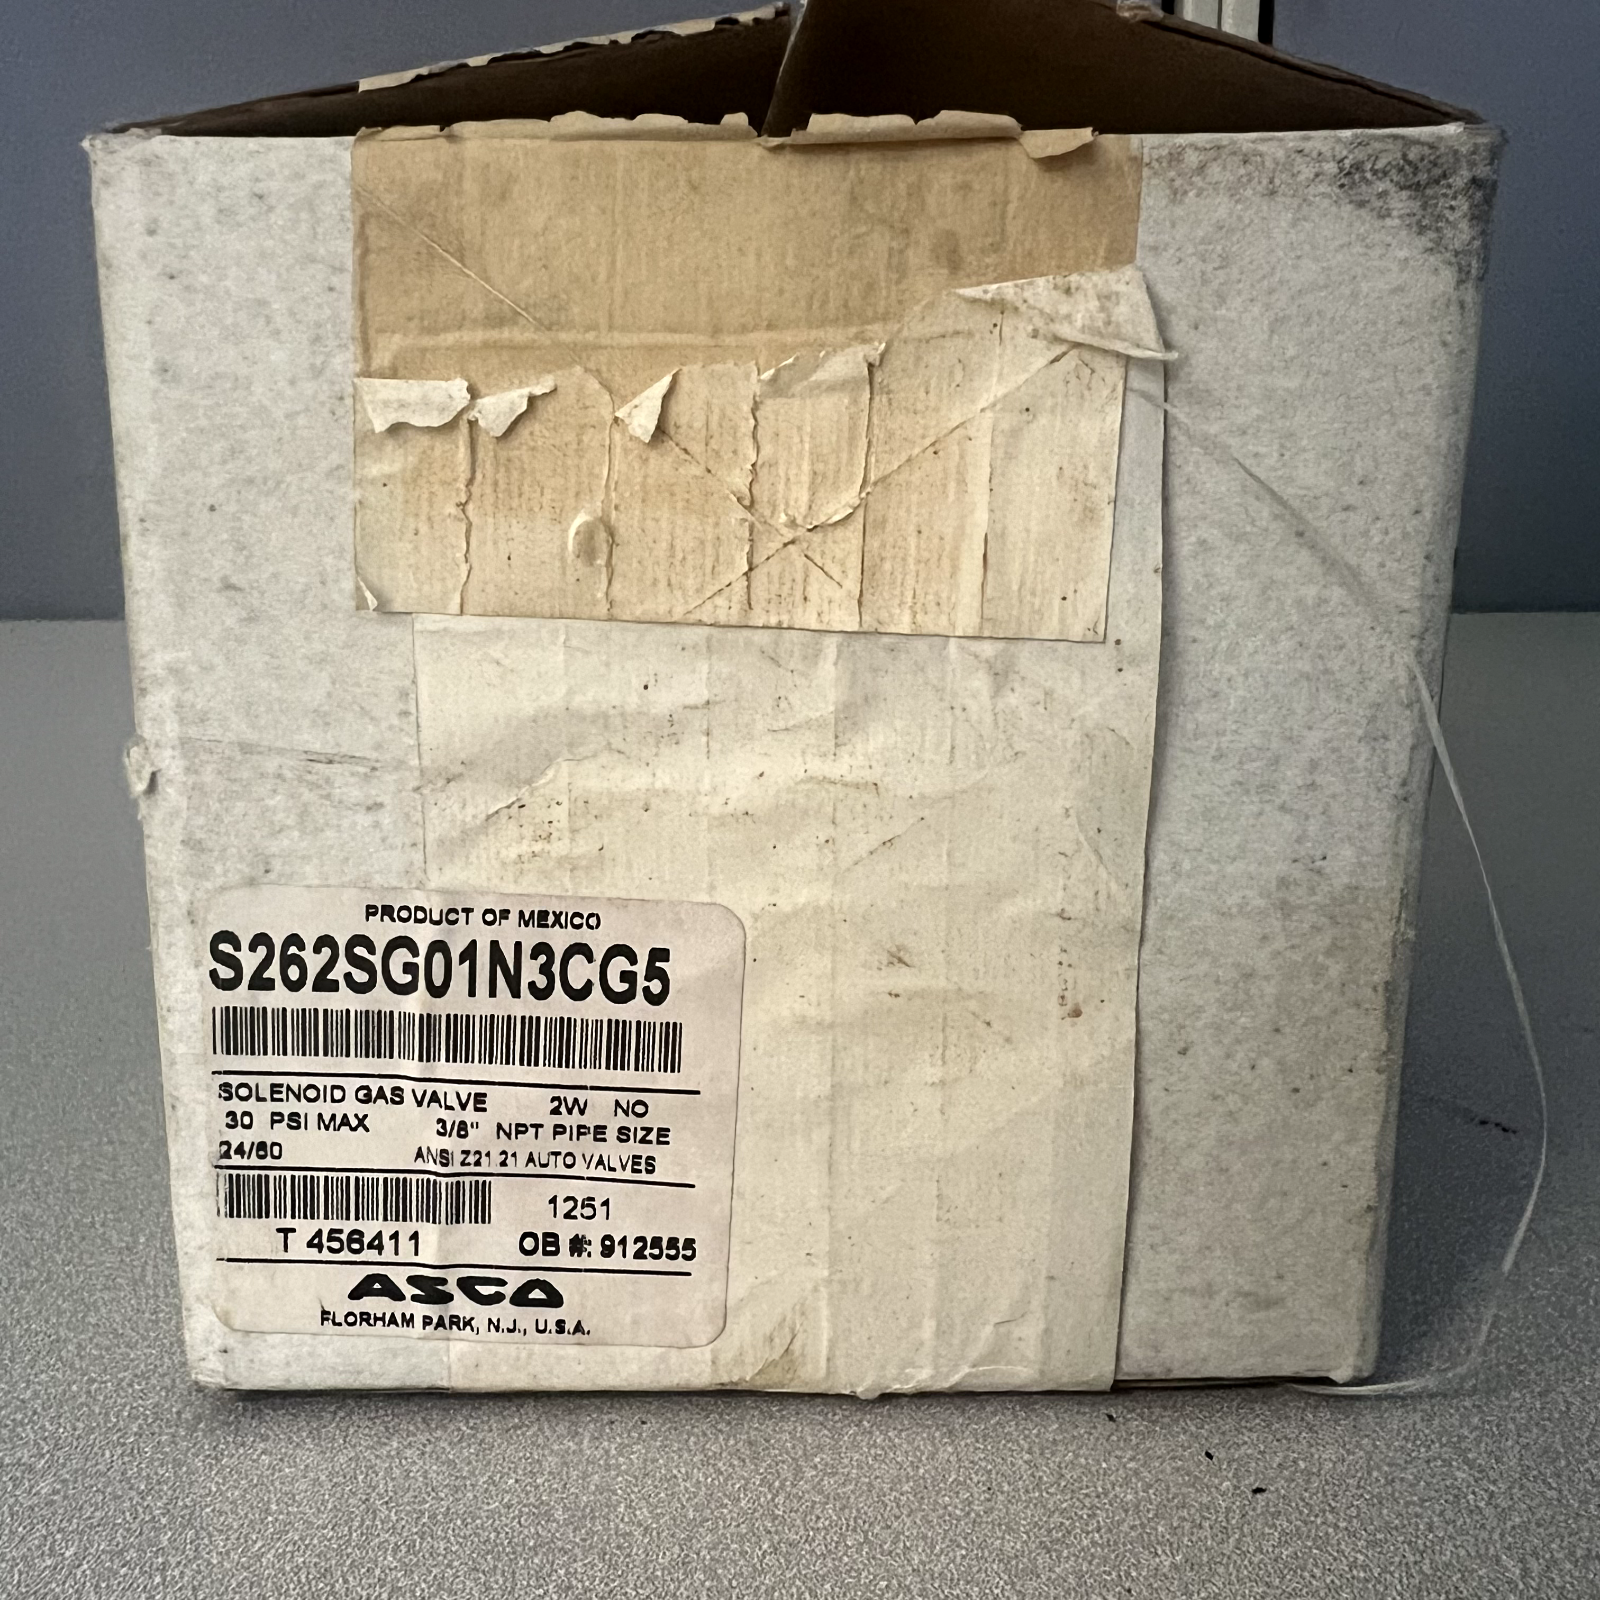 PRODUCT OF MEXICO
S262SG01N3CG5
SOLENOID GAS VALVE 2W NO
30 PSI MAX 3/8" NPT PIPE SIZE
24/60 ANSI Z21.21 AUTO VALVES
1251
T 456411 OB #: 912555
ASCO
FLORHAM PARK, N.J., U.S.A.